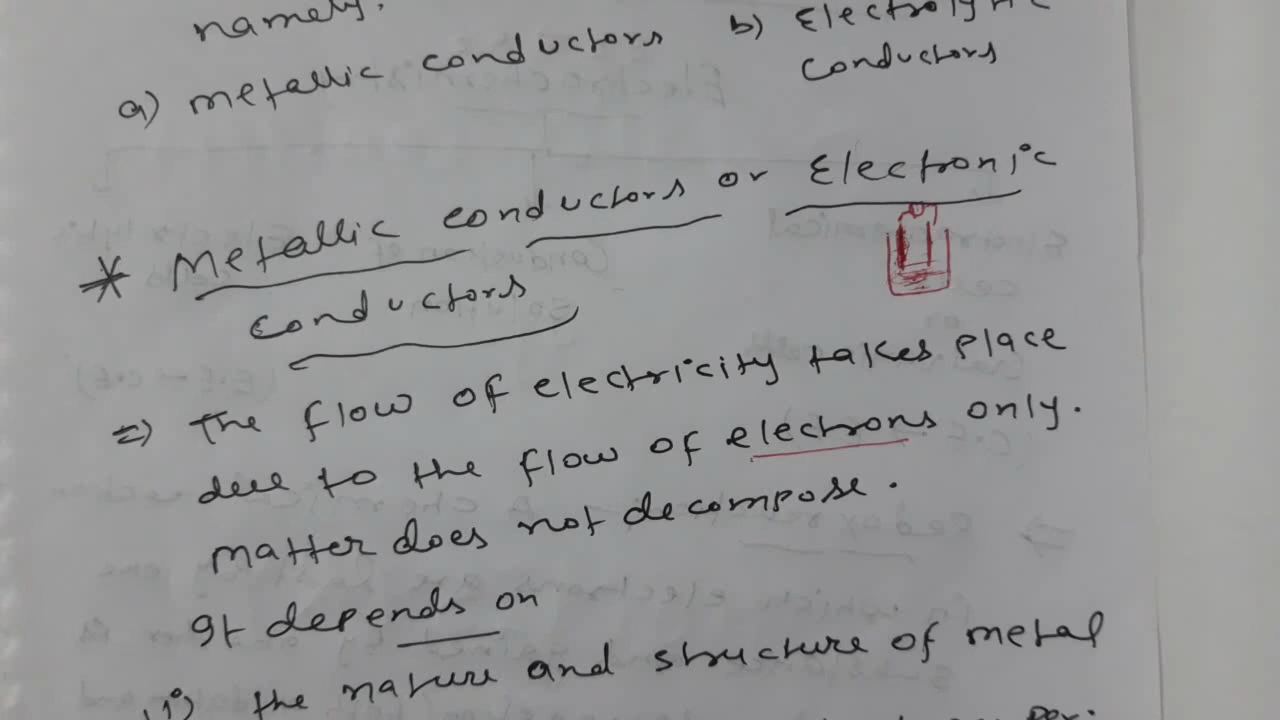 namely.
a) metallic conductors b) Electrolytic
conductors
* Metallic conductors or Electronic
conductors
=) The flow of electricity takes place
due to the flow of electrons only.
matter does not decompose.
It depends on
(i) the nature and structure of metal
per.